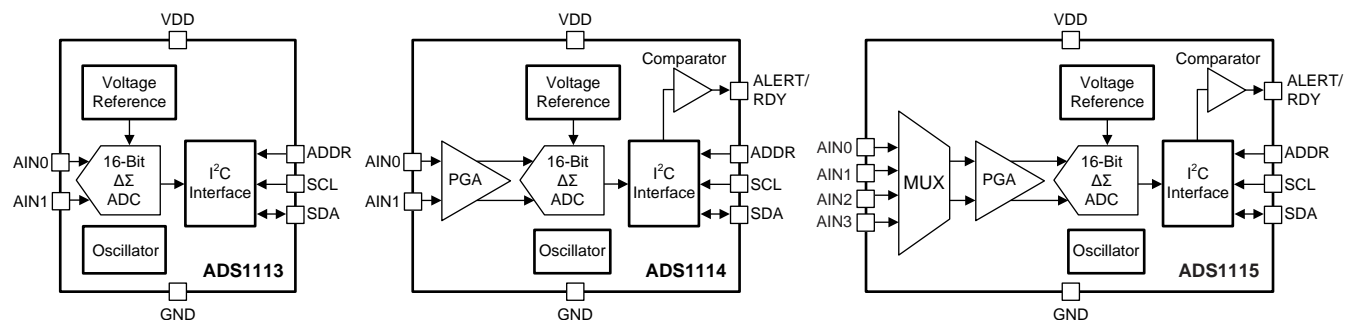 VDD
Voltage
Reference
AIN0
AIN1
16-Bit
ΔΣ
ADC
I²C
Interface
ADDR
SCL
SDA
Oscillator
ADS1113
GND
VDD
Comparator
ALERT/
RDY
Voltage
Reference
AIN0
AIN1
PGA
16-Bit
ΔΣ
ADC
I²C
Interface
ADDR
SCL
SDA
Oscillator
ADS1114
GND
VDD
Comparator
ALERT/
RDY
Voltage
Reference
AIN0
AIN1
AIN2
AIN3
MUX
PGA
16-Bit
ΔΣ
ADC
I²C
Interface
ADDR
SCL
SDA
Oscillator
ADS1115
GND